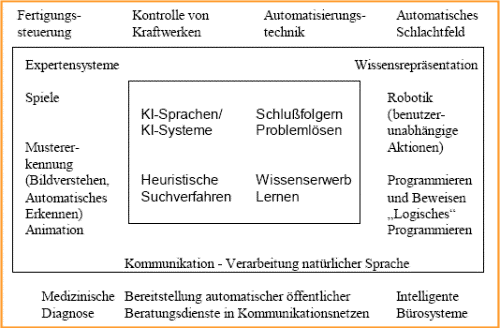 Fertigungs-
steuerung
Kontrolle von
Kraftwerken
Automatisierungs-
technik
Automatisches
Schlachtfeld
Expertensysteme
Wissensrepräsentation
Spiele
Muster er-
kennung
(Bildverstehen,
Automatisches
Erkennen)
Animation
KI-Sprachen/
KI-Systeme
Schlußfolgern
Problemlösen
Heuristische
Suchverfahren
Wissenserwerb
Lernen
Robotik
(benutzer-
unabhängige
Aktionen)
Programmieren
und Beweisen
„Logisches“
Programmieren
Kommunikation - Verarbeitung natürlicher Sprache
Medizinische
Diagnose
Bereitstellung automatischer öffentlicher
Beratungsdienste in Kommunikationsnetzen
Intelligente
Bürosysteme